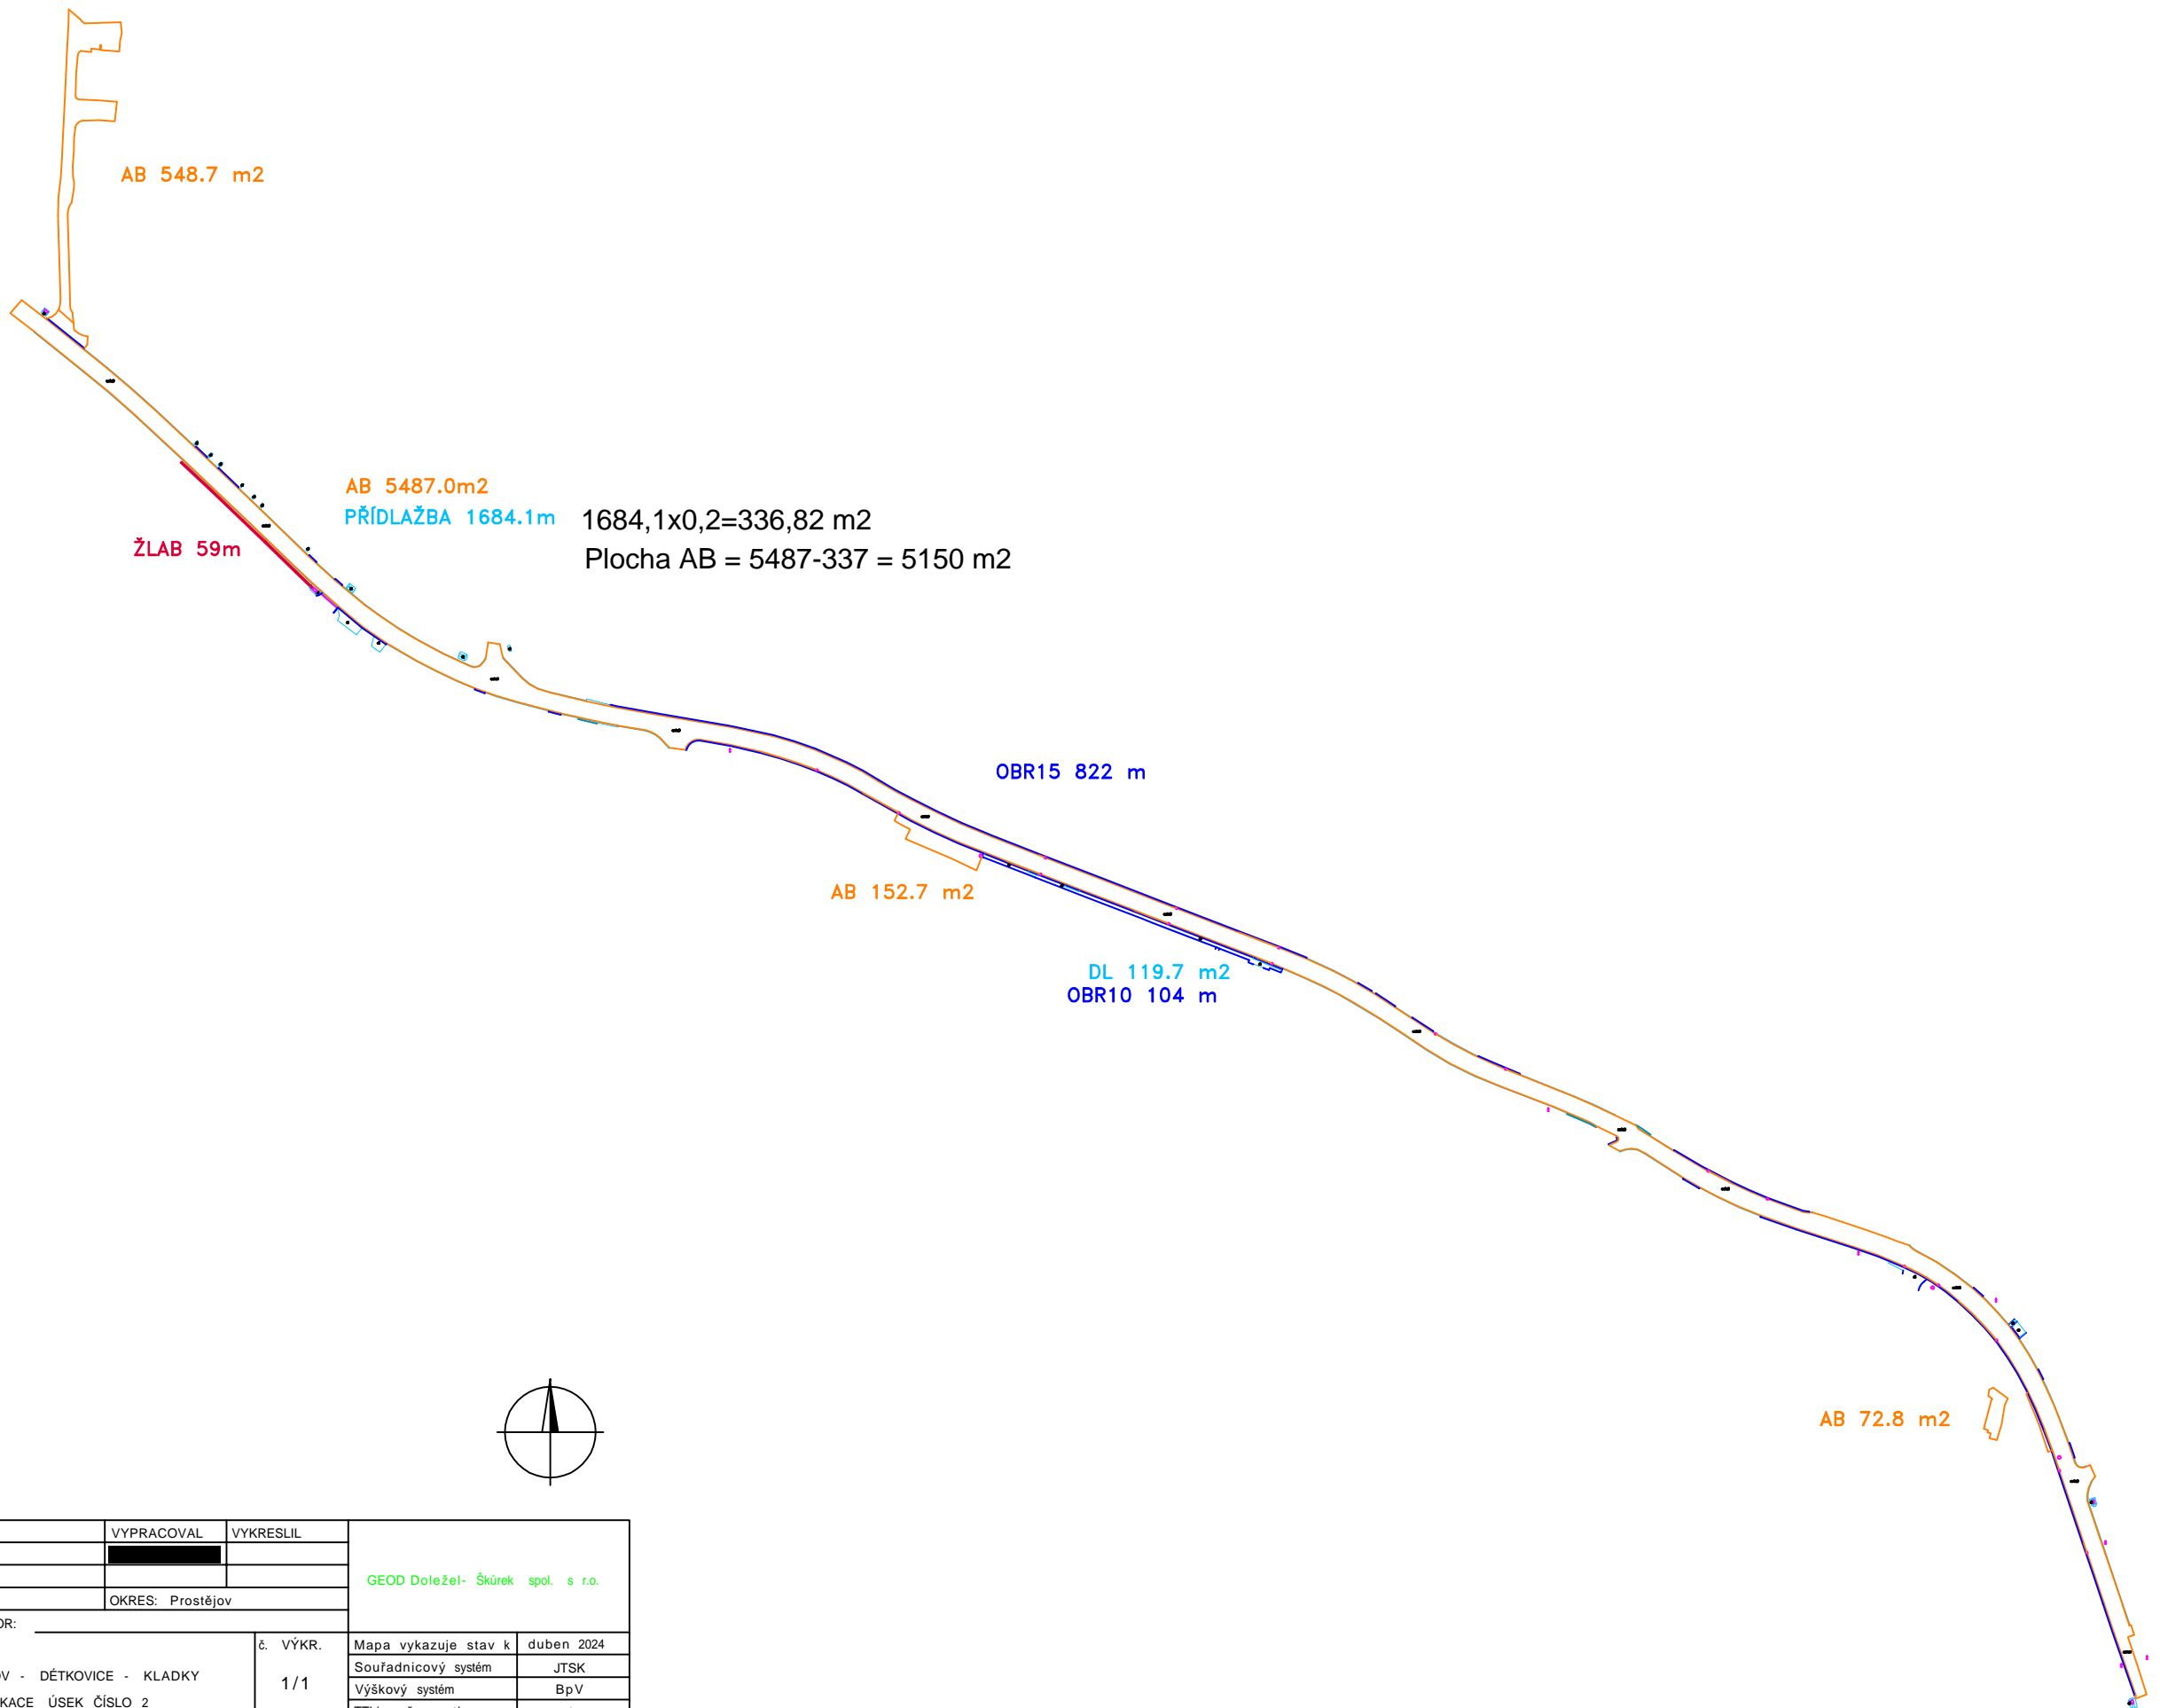 AB 548.7 m2
AB 5487.0m2
PŘÍDLAŽBA 1684.1m
1684,1x0,2=336,82 m2
ŽLAB 59m
Plocha AB = 5487-337 = 5150 m2
OBR15 822 m
AB 152.7 m2
DL 119.7 m2
OBR10 104 m
AB 72.8 m2
VYPRACOVAL VYKRESLIL
GEOD Doležel- Škůrek spol. s r.o.
OKRES: Prostějov
OR:
č. VÝKR.
Mapa vykazuje stav k duben 2024
OV - DĚTKOVICE - KLADKY
Souřadnicový systém JTSK
1/1
Výškový systém BpV
KACE ÚSEK ČÍSLO 2